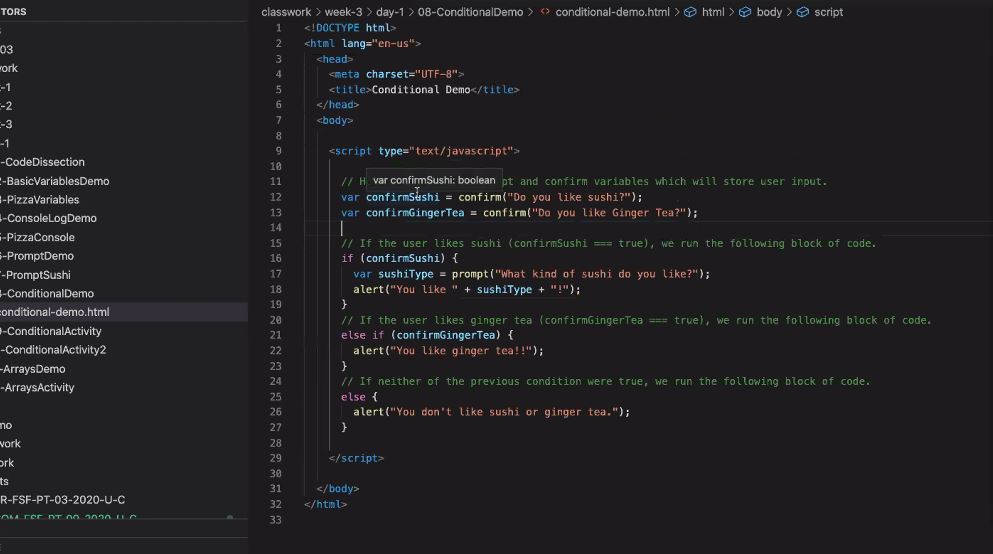 TORS
03
ork
-1
-2
-3
-1
-CodeDissection
2-BasicVariablesDemo
3-PizzaVariables
-ConsoleLogDemo
5-PizzaConsole
6-PromptDemo
7-PromptSushi
-ConditionalDemo
conditional-demo.html
9-ConditionalActivity
-ConditionalActivity2
-ArraysDemo
-ArraysActivity
mo
work
ork
ts
R-FSF-PT-03-2020-U-C
classwork > week-3 > day-1 > 08-ConditionalDemo > <> conditional-demo.html > html > body > script
1 <!DOCTYPE html>
2 <html lang="en-us">
3 <head>
4 <meta charset="UTF-8">
5 <title>Conditional Demo</title>
6 </head>
7 <body>
8
9 <script type="text/javascript">
10
var confirmSushi: boolean
11 // H pt and confirm variables which will store user input.
12 var confirmSushi = confirm("Do you like sushi?");
13 var confirmGingerTea = confirm("Do you like Ginger Tea?");
14
15 // If the user likes sushi (confirmSushi === true), we run the following block of code.
16 if (confirmSushi) {
17 var sushiType = prompt("What kind of sushi do you like?");
18 alert("You like " + sushiType + "!");
19 }
20 // If the user likes ginger tea (confirmGingerTea === true), we run the following block of code.
21 else if (confirmGingerTea) {
22 alert("You like ginger tea!!");
23 }
24 // If neither of the previous condition were true, we run the following block of code.
25 else {
26 alert("You don't like sushi or ginger tea.");
27 }
28
29 </script>
30
31 </body>
32 </html>
33